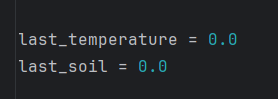 last_temperature = 0.0
last_soil = 0.0